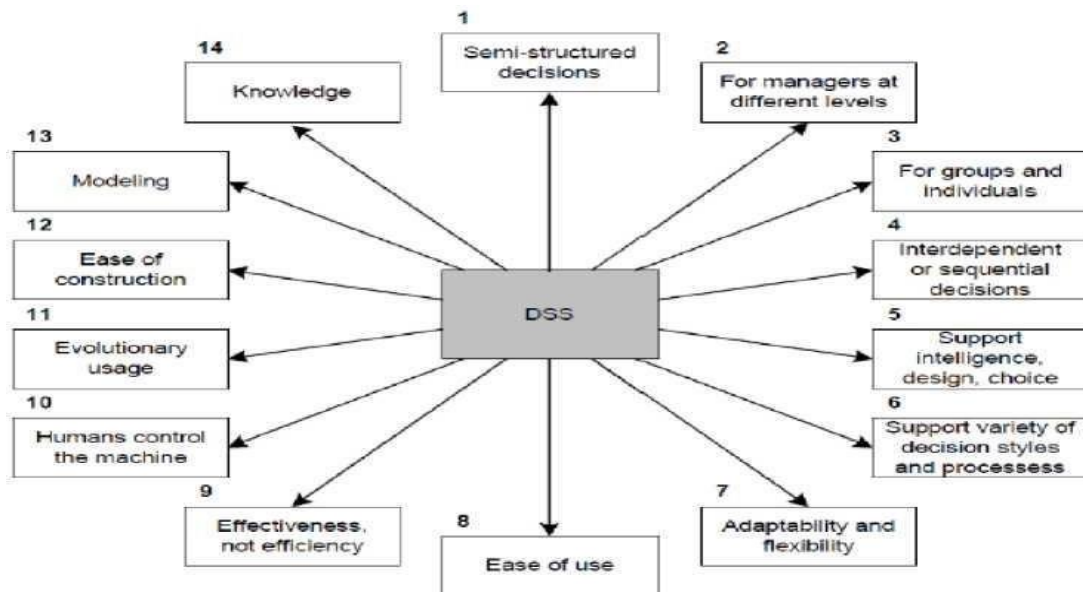 1
Semi-structured
decisions
2
For managers at
different levels
3
For groups and
individuals
4
Interdependent
or sequential
decisions
5
Support
intelligence,
design, choice
6
Support variety of
decision styles
and processess
7
Adaptability and
flexibility
8
Ease of use
9
Effectiveness,
not efficiency
10
Humans control
the machine
11
Evolutionary
usage
12
Ease of
construction
13
Modeling
14
Knowledge
DSS